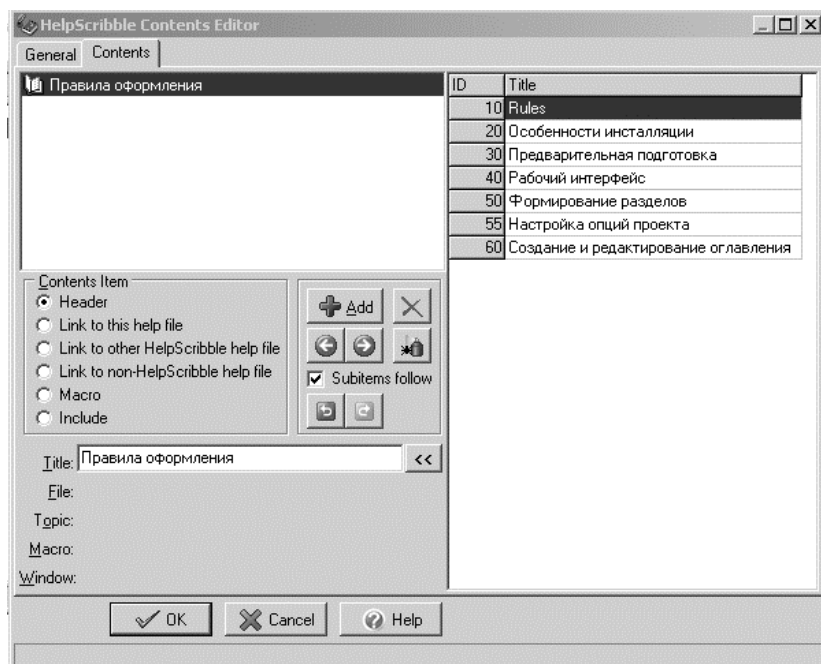 HelpScribble Contents Editor
General Contents
Правила оформления
ID Title
10 Rules
20 Особенности инсталляции
30 Предварительная подготовка
40 Рабочий интерфейс
50 Формирование разделов
55 Настройка опций проекта
60 Создание и редактирование оглавления
Contents Item
Header
Link to this help file
Link to other HelpScribble help file
Link to non-HelpScribble help file
Macro
Include
Add
Subitems follow
Title: Правила оформления <<
File:
Topic:
Macro:
Window:
OK Cancel Help